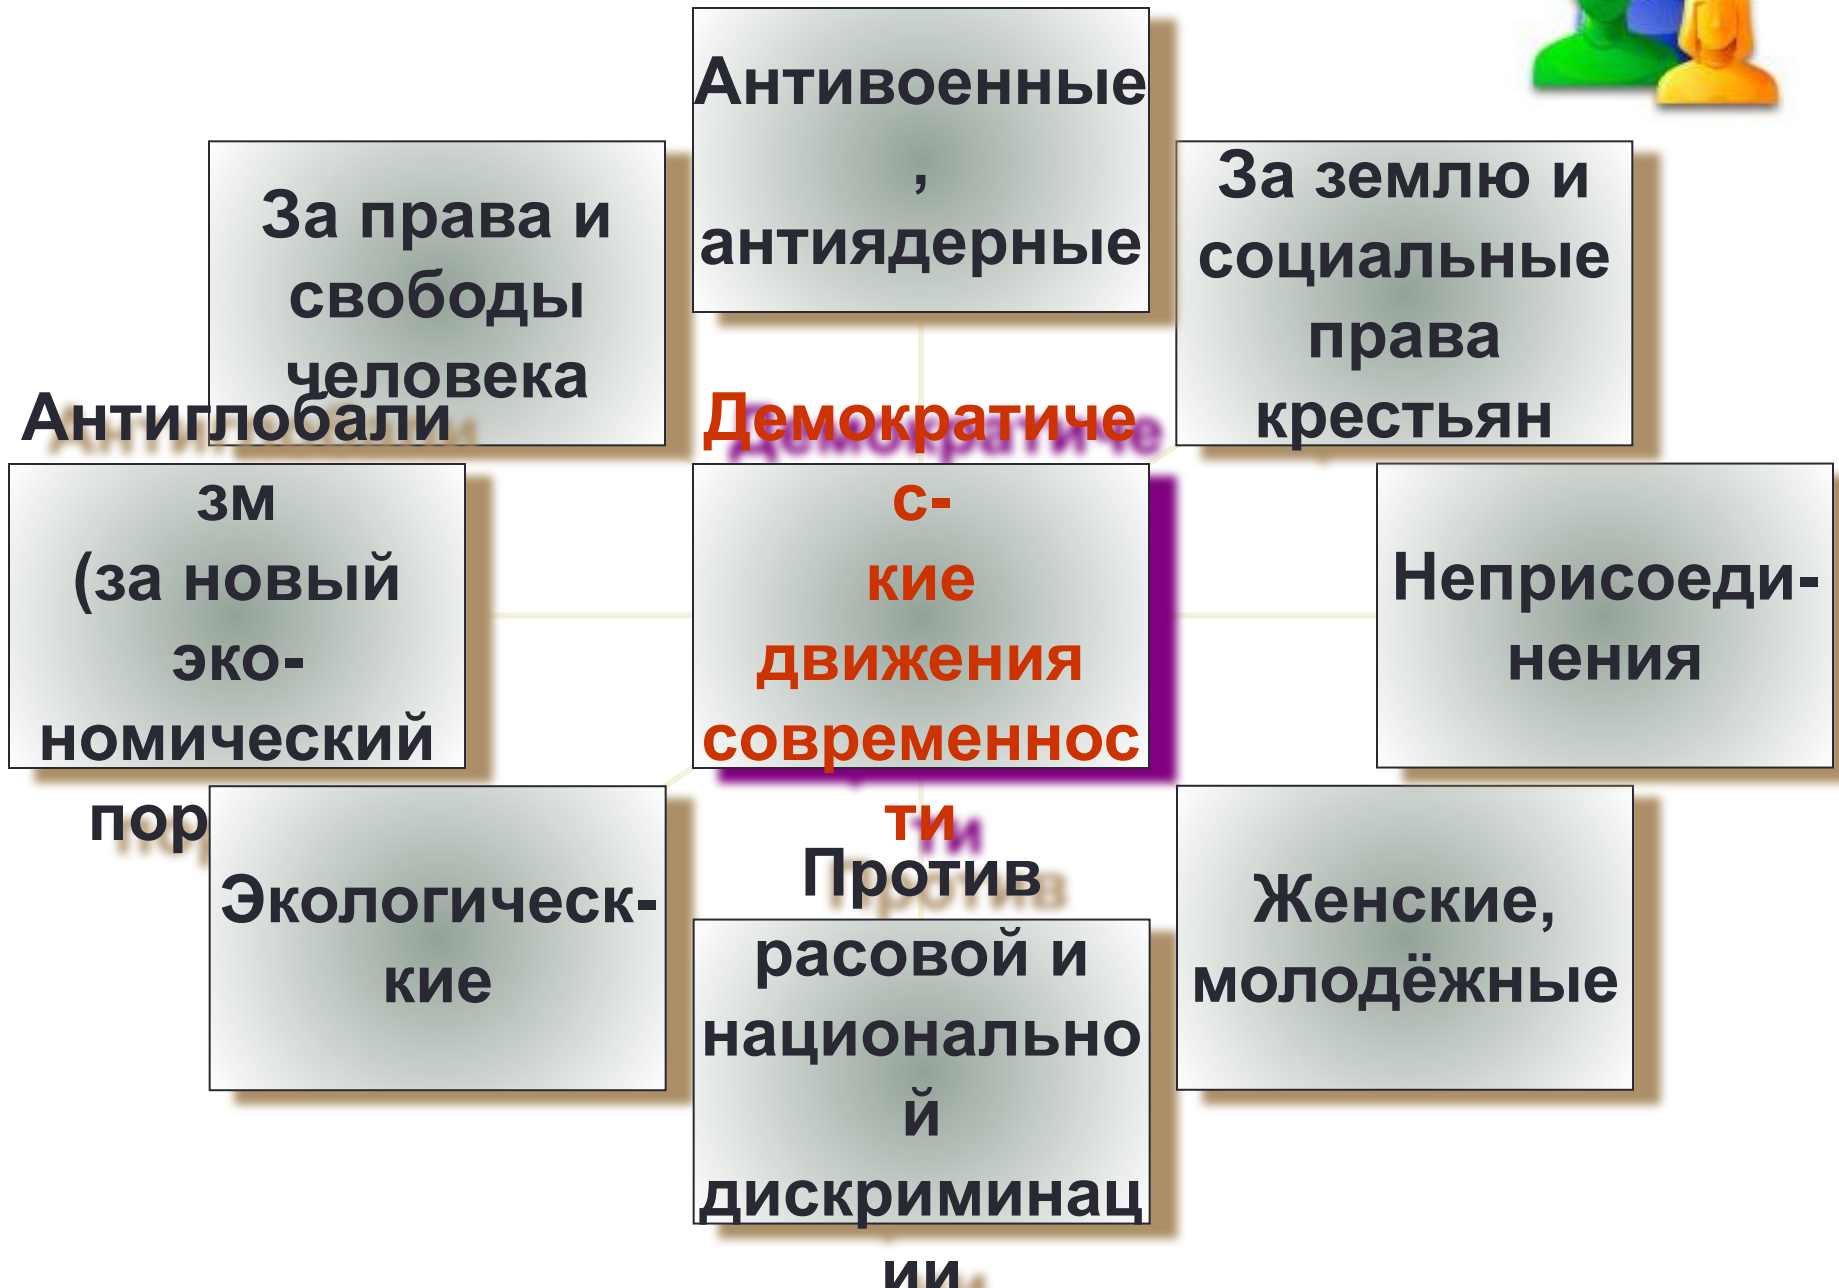 Антивоенные
,
антиядерные
За права и
свободы
человека
За землю и
социальные
права
крестьян
Антиглобали
зм
(за новый
эко-
номический
пор
Демократиче
с-
кие
движения
современнос
ти
Неприсоеди-
нения
Экологическ-
кие
Против
расовой и
национально
й
дискриминац
ии
Женские,
молодёжные